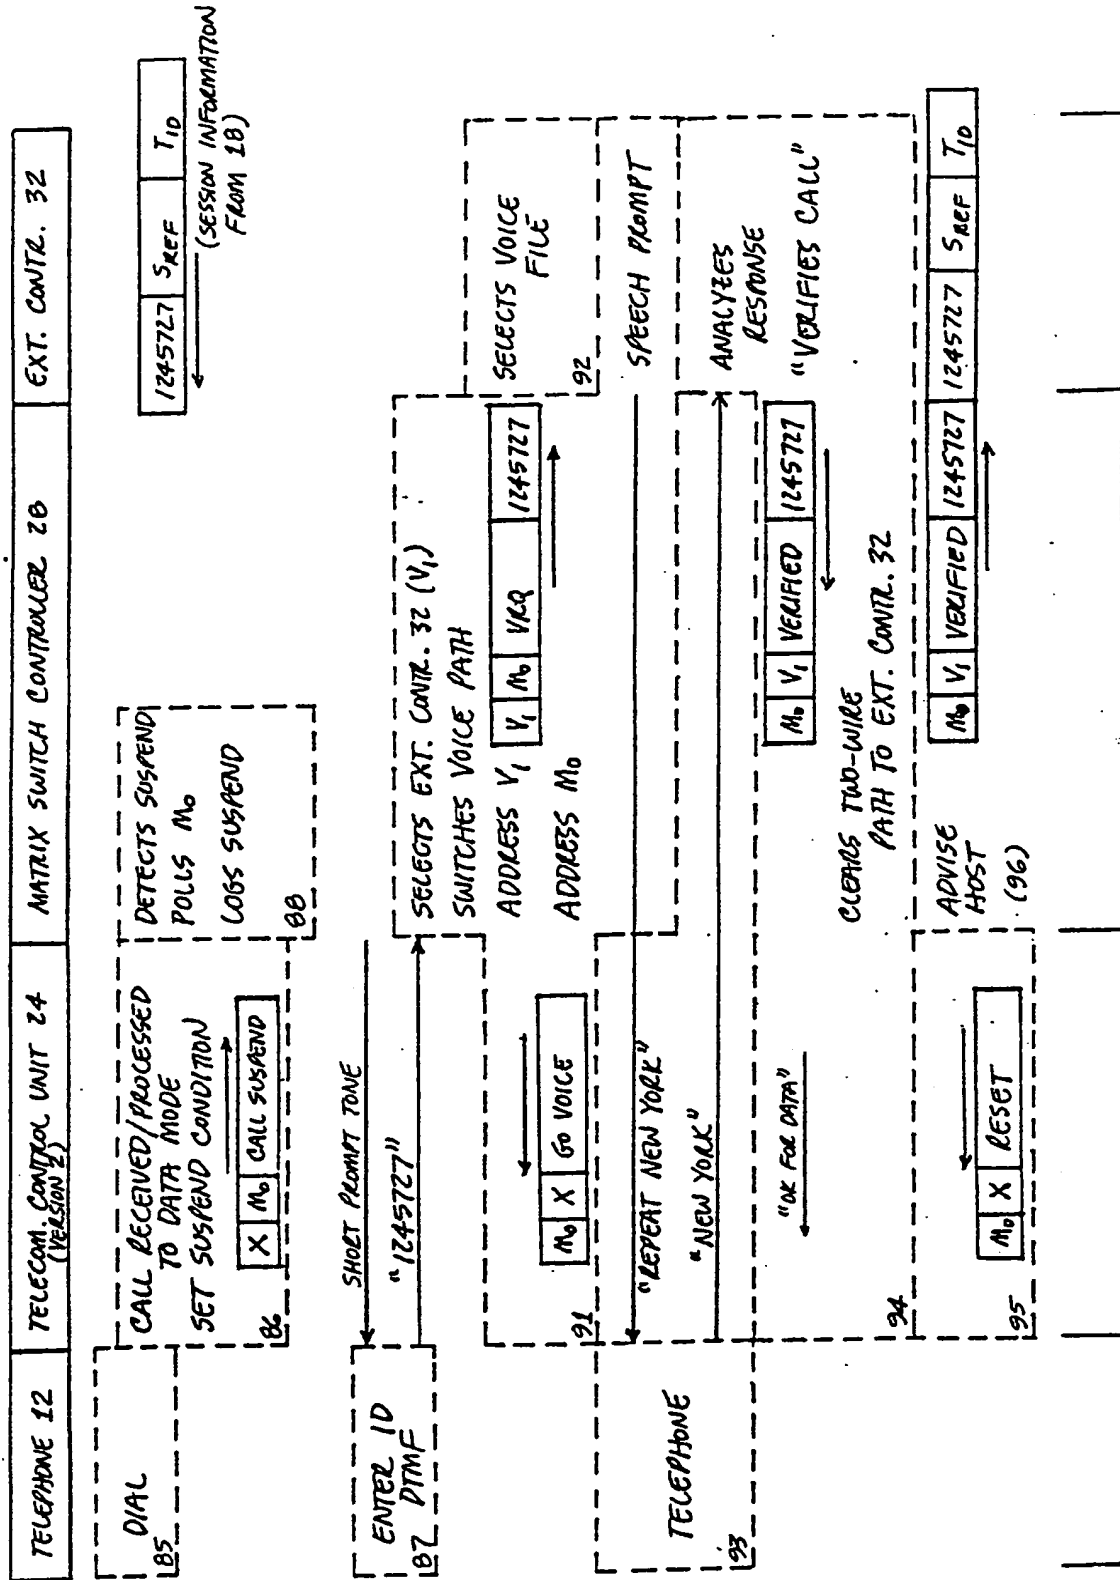 TELEPHONE 12
TELECOM. CONTROL UNIT 24
(VERSION 2)
MATRIX SWITCH CONTROLLER 28
EXT. CONTR. 32
DIAL
85
CALL RECEIVED/PROCESSED
TO DATA MODE
SET SUSPEND CONDITION
X M0 CALL SUSPEND
86
DETECTS SUSPEND
POLLS M0
LOGS SUSPEND
88
1245727 SREF TID
(SESSION INFORMATION
FROM 18)
SHORT PROMPT TONE
ENTER ID
DTMF
87
"1245727"
SELECTS EXT. CONTR. 32 (V1)
SWITCHES VOICE PATH
ADDRESS V1
V1 M0 VRQ 1245727
ADDRESS M0
SELECTS VOICE
FILE
92
M0 X GO VOICE
91
SPEECH PROMPT
"REPEAT NEW YORK"
TELEPHONE
93
"NEW YORK"
ANALYZES
RESPONSE
"VERIFIES CALL"
M0 V1 VERIFIED 1245727
"OK FOR DATA"
CLEARS TWO-WIRE
PATH TO EXT. CONTR. 32
94
ADVISE
HOST
(96)
M0 V1 VERIFIED 1245727 1245727 SREF TID
M0 X RESET
95